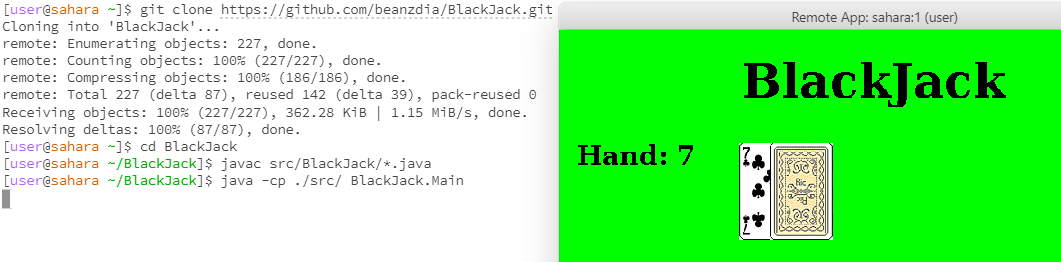 [user@sahara ~]$ git clone https://github.com/beanzdia/BlackJack.git
Cloning into 'BlackJack'...
remote: Enumerating objects: 227, done.
remote: Counting objects: 100% (227/227), done.
remote: Compressing objects: 100% (186/186), done.
remote: Total 227 (delta 87), reused 142 (delta 39), pack-reused 0
Receiving objects: 100% (227/227), 362.28 KiB | 1.15 MiB/s, done.
Resolving deltas: 100% (87/87), done.
[user@sahara ~]$ cd BlackJack
[user@sahara ~/BlackJack]$ javac src/BlackJack/*.java
[user@sahara ~/BlackJack]$ java -cp ./src/ BlackJack.Main
Remote App: sahara:1 (user)
BlackJack
Hand: 7
7
Ric
7